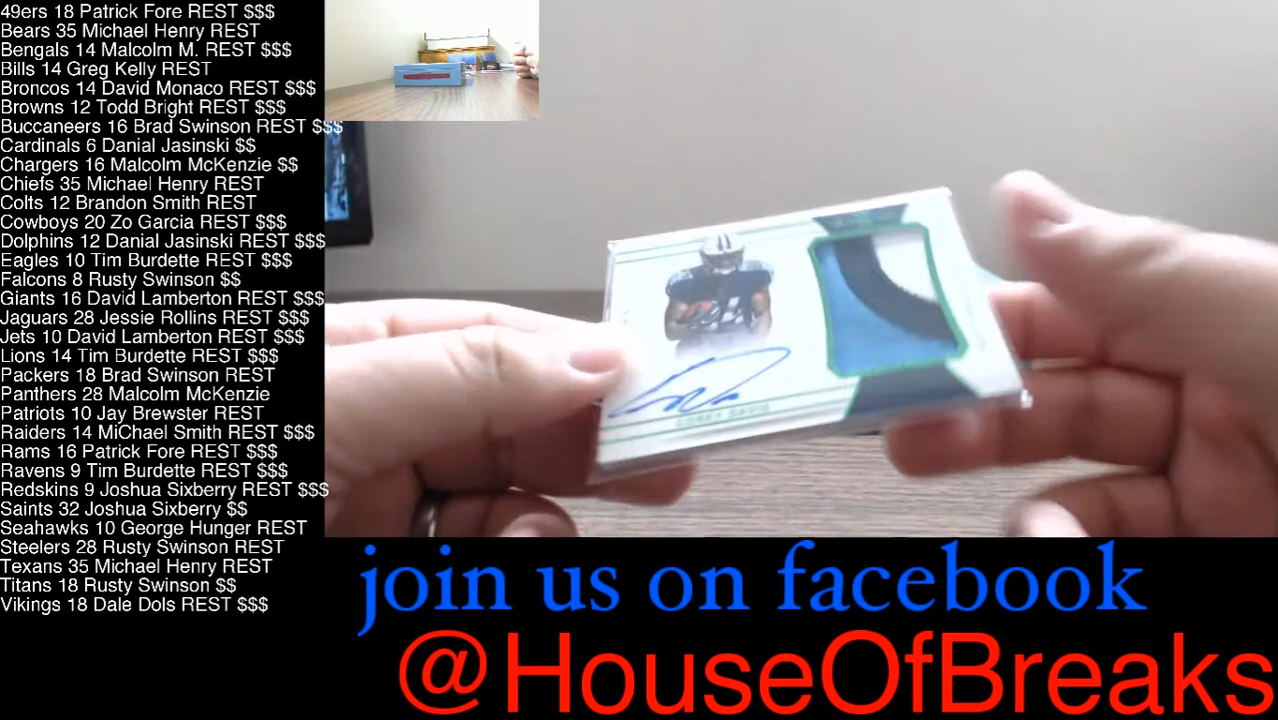 49ers 18 Patrick Fore REST $$$
Bears 35 Michael Henry REST
Bengals 14 Malcolm M. REST $$$
Bills 14 Greg Kelly REST
Broncos 14 David Monaco REST $$$
Browns 12 Todd Bright REST $$$
Buccaneers 16 Brad Swinson REST $$$
Cardinals 6 Danial Jasinski $$
Chargers 16 Malcolm McKenzie $$
Chiefs 35 Michael Henry REST
Colts 12 Brandon Smith REST
Cowboys 20 Zo Garcia REST $$$
Dolphins 12 Danial Jasinski REST $$$
Eagles 10 Tim Burdette REST $$$
Falcons 8 Rusty Swinson $$
Giants 16 David Lamberton REST $$$
Jaguars 28 Jessie Rollins REST $$$
Jets 10 David Lamberton REST $$$
Lions 14 Tim Burdette REST $$$
Packers 18 Brad Swinson REST
Panthers 28 Malcolm McKenzie
Patriots 10 Jay Brewster REST
Raiders 14 MiChael Smith REST $$$
Rams 16 Patrick Fore REST $$$
Ravens 9 Tim Burdette REST $$$
Redskins 9 Joshua Sixberry REST $$$
Saints 32 Joshua Sixberry $$
Seahawks 10 George Hunger REST
Steelers 28 Rusty Swinson REST
Texans 35 Michael Henry REST
Titans 18 Rusty Swinson $$
Vikings 18 Dale Dols REST $$$
COREY DAVIS
join us on facebook
@HouseOfBreaks